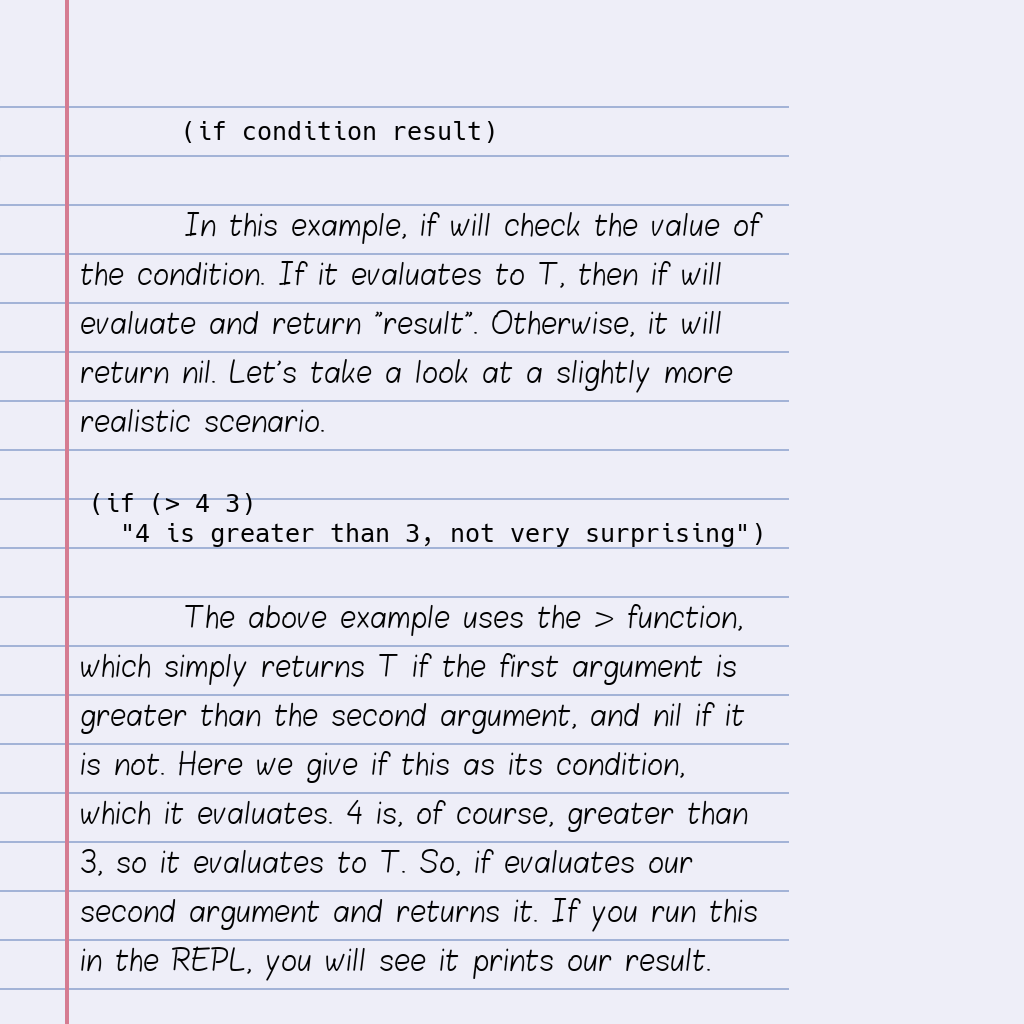 (if condition result)
In this example, if will check the value of
the condition. If it evaluates to T, then if will
evaluate and return "result". Otherwise, it will
return nil. Let's take a look at a slightly more
realistic scenario.
(if (> 4 3)
"4 is greater than 3, not very surprising")
The above example uses the > function,
which simply returns T if the first argument is
greater than the second argument, and nil if it
is not. Here we give if this as its condition,
which it evaluates. 4 is, of course, greater than
3, so it evaluates to T. So, if evaluates our
second argument and returns it. If you run this
in the REPL, you will see it prints our result.